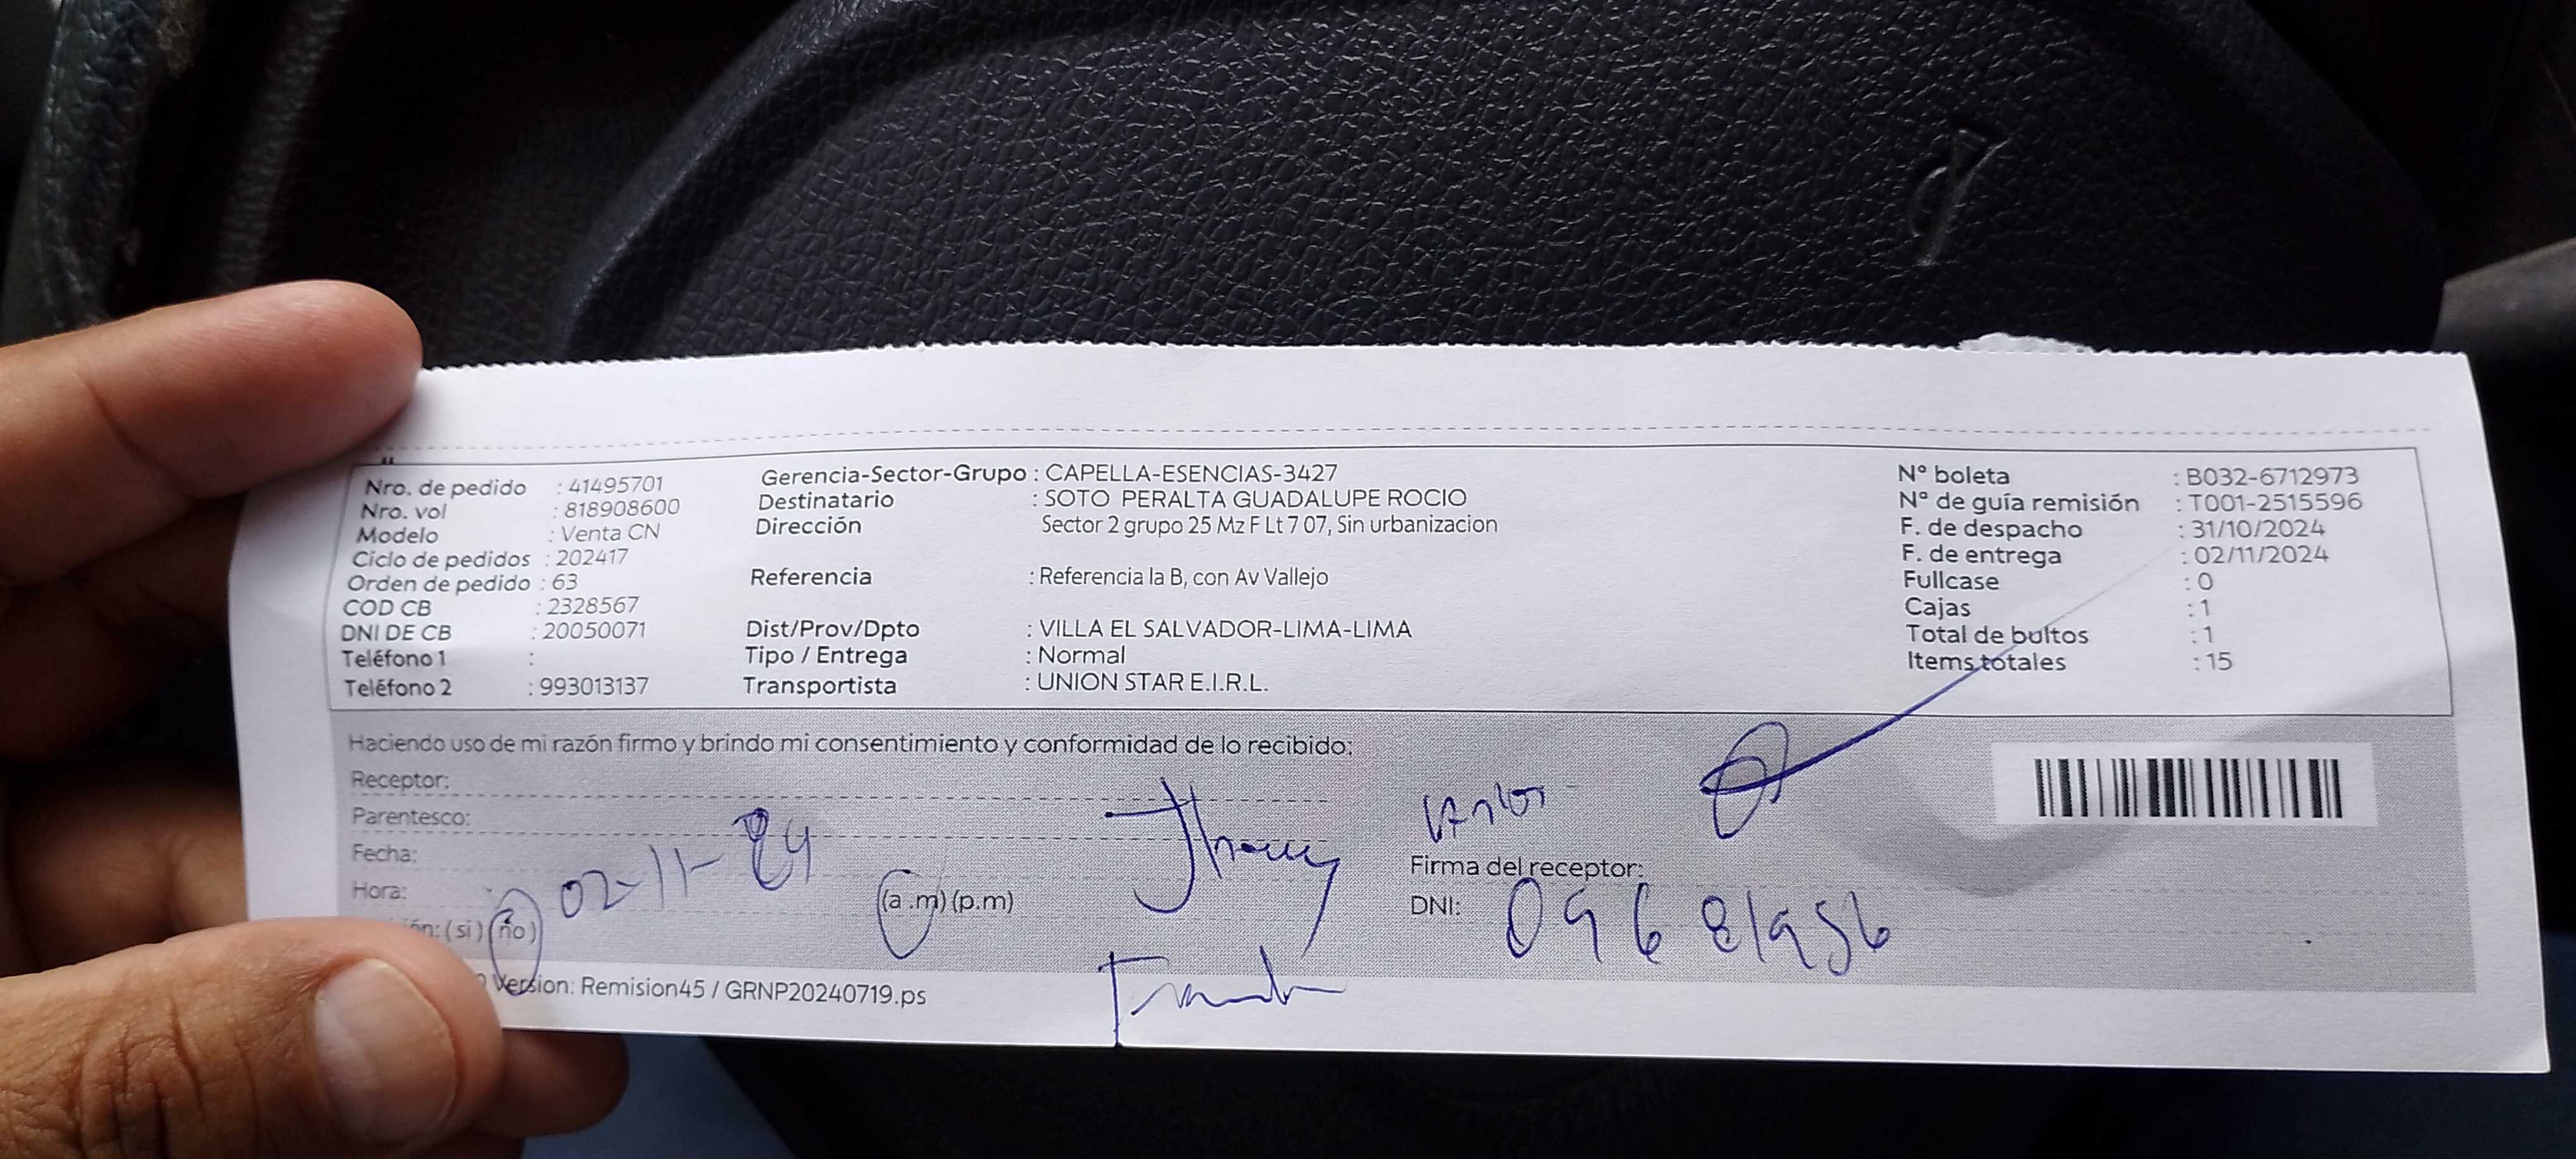 Nro. de pedido : 41495701
Nro. vol : 818908600
Modelo : Venta CN
Ciclo de pedidos : 202417
Orden de pedido : 63
COD CB : 2328567
DNI DE CB : 20050071
Teléfono 1 :
Teléfono 2 : 993013137
Gerencia-Sector-Grupo : CAPELLA-ESENCIAS-3427
Destinatario : SOTO PERALTA GUADALUPE ROCIO
Dirección Sector 2 grupo 25 Mz F Lt 7 07, Sin urbanizacion
Referencia : Referencia la B, con Av Vallejo
Dist/Prov/Dpto : VILLA EL SALVADOR-LIMA-LIMA
Tipo / Entrega : Normal
Transportista : UNION STAR E.I.R.L.
Nº boleta : B032-6712973
Nº de guía remisión : T001-2515596
F. de despacho : 31/10/2024
F. de entrega : 02/11/2024
Fullcase : 0
Cajas : 1
Total de bultos : 1
Items totales : 15
Haciendo uso de mi razón firmo y brindo mi consentimiento y conformidad de lo recibido:
Receptor:
Parentesco:
Fecha:
02-11-24
Hora: (a .m) (p.m)
(si) (no)
Version: Remision45 / GRNP20240719.ps
Firma del receptor:
DNI: 09681956